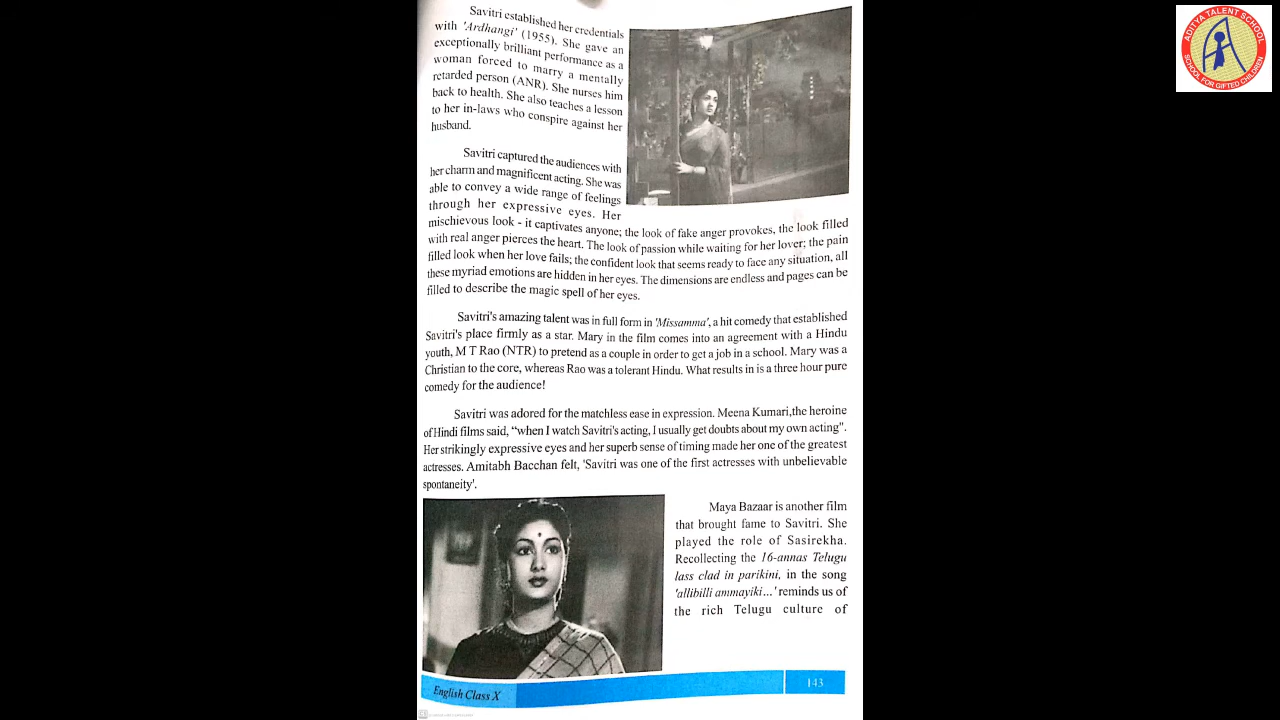 Savitri established her credentials
with 'Ardhangi' (1955). She gave an
exceptionally brilliant performance as a
woman forced to marry a mentally
retarded person (ANR). She nurses him
back to health. She also teaches a lesson
to her in-laws who conspire against her
husband.
Savitri captured the audiences with
her charm and magnificent acting. She was
able to convey a wide range of feelings
through her expressive eyes. Her
mischievous look - it captivates anyone; the look of fake anger provokes, the look filled
with real anger pierces the heart. The look of passion while waiting for her lover; the pain
filled look when her love fails; the confident look that seems ready to face any situation, all
these myriad emotions are hidden in her eyes. The dimensions are endless and pages can be
filled to describe the magic spell of her eyes.
Savitri's amazing talent was in full form in 'Missamma', a hit comedy that established
Savitri's place firmly as a star. Mary in the film comes into an agreement with a Hindu
youth, M T Rao (NTR) to pretend as a couple in order to get a job in a school. Mary was a
Christian to the core, whereas Rao was a tolerant Hindu. What results in is a three hour pure
comedy for the audience!
Savitri was adored for the matchless ease in expression. Meena Kumari,the heroine
of Hindi films said, "when I watch Savitri's acting, I usually get doubts about my own acting".
Her strikingly expressive eyes and her superb sense of timing made her one of the greatest
actresses. Amitabh Bacchan felt, 'Savitri was one of the first actresses with unbelievable
spontaneity'.
Maya Bazaar is another film
that brought fame to Savitri. She
played the role of Sasirekha.
Recollecting the 16-annas Telugu
lass clad in parikini, in the song
'allibilli ammayiki...' reminds us of
the rich Telugu culture of
English Class X
143
ADITYA TALENT SCHOOL
SCHOOL FOR GIFTED CHILDREN